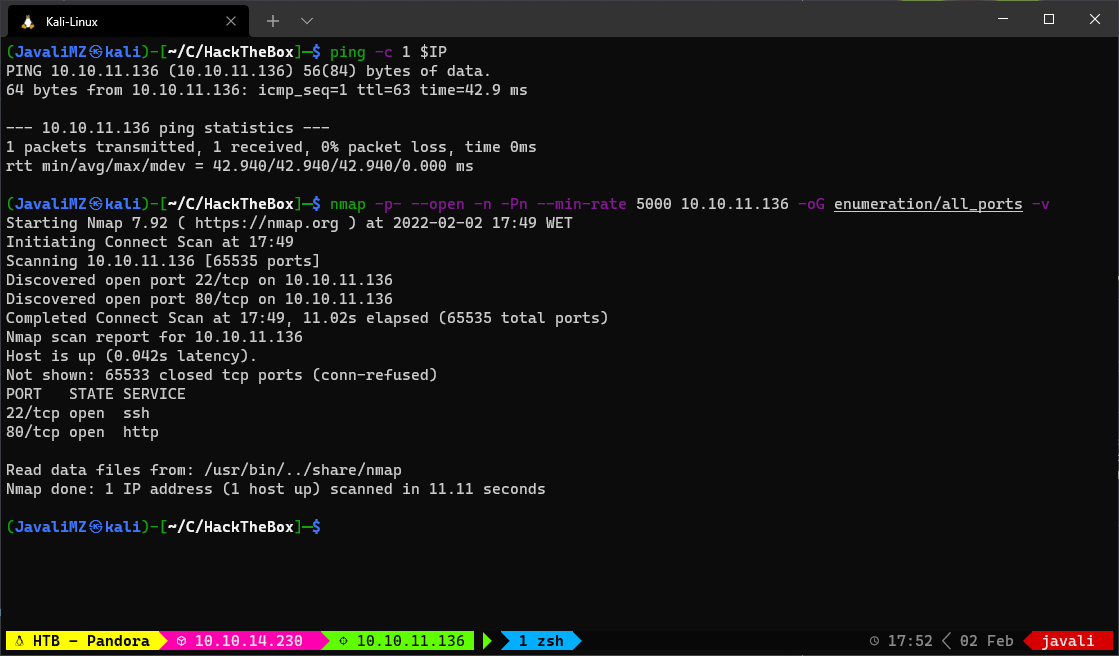 Kali-Linux
(JavaliMZ㉿kali)-[~/C/HackTheBox]─$ ping -c 1 $IP
PING 10.10.11.136 (10.10.11.136) 56(84) bytes of data.
64 bytes from 10.10.11.136: icmp_seq=1 ttl=63 time=42.9 ms
--- 10.10.11.136 ping statistics ---
1 packets transmitted, 1 received, 0% packet loss, time 0ms
rtt min/avg/max/mdev = 42.940/42.940/42.940/0.000 ms
(JavaliMZ㉿kali)-[~/C/HackTheBox]─$ nmap -p- --open -n -Pn --min-rate 5000 10.10.11.136 -oG enumeration/all_ports -v
Starting Nmap 7.92 ( https://nmap.org ) at 2022-02-02 17:49 WET
Initiating Connect Scan at 17:49
Scanning 10.10.11.136 [65535 ports]
Discovered open port 22/tcp on 10.10.11.136
Discovered open port 80/tcp on 10.10.11.136
Completed Connect Scan at 17:49, 11.02s elapsed (65535 total ports)
Nmap scan report for 10.10.11.136
Host is up (0.042s latency).
Not shown: 65533 closed tcp ports (conn-refused)
PORT   STATE SERVICE
22/tcp open  ssh
80/tcp open  http
Read data files from: /usr/bin/../share/nmap
Nmap done: 1 IP address (1 host up) scanned in 11.11 seconds
(JavaliMZ㉿kali)-[~/C/HackTheBox]─$
HTB - Pandora 10.10.14.230 10.10.11.136 1 zsh 17:52 02 Feb javali